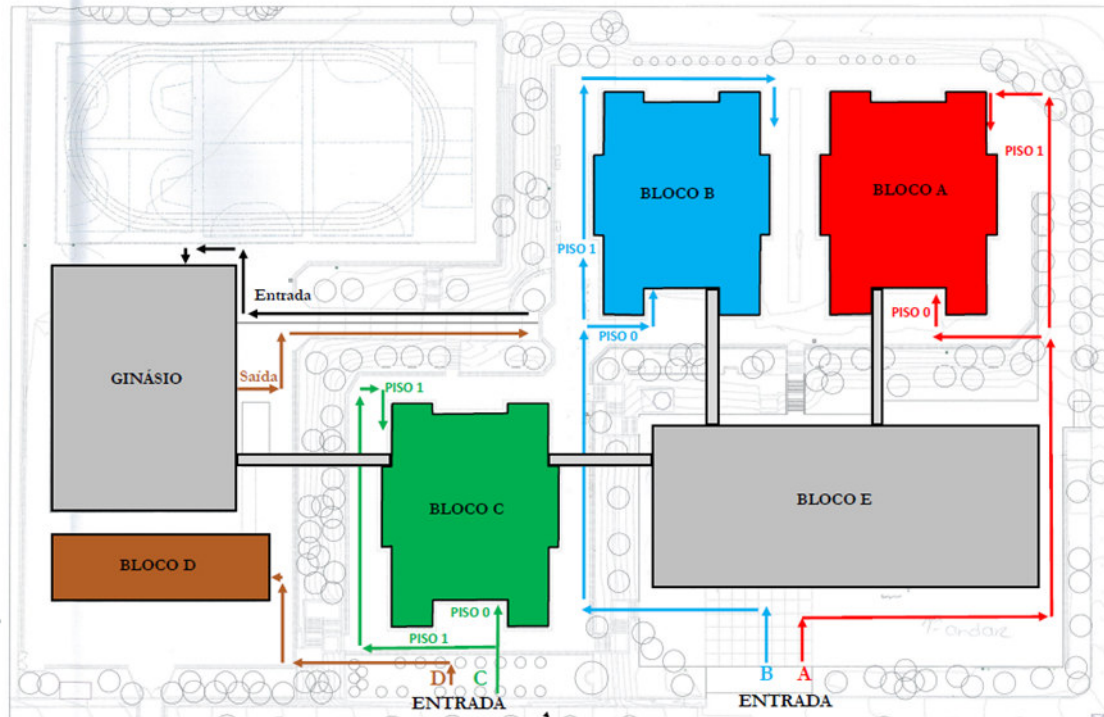 BLOCO B
BLOCO A
PISO 1
PISO 1
Entrada
PISO 0
PISO 0
GINÁSIO
Saída
PISO 1
BLOCO E
BLOCO C
BLOCO D
PISO 0
PISO 1
D
C
B
A
ENTRADA
ENTRADA